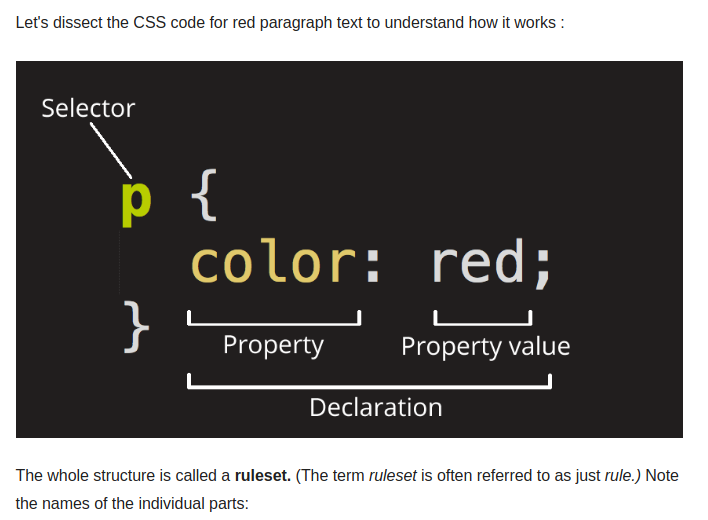 Let's dissect the CSS code for red paragraph text to understand how it works :
Selector
p {
color: red;
}
Property
Property value
Declaration
The whole structure is called a ruleset. (The term ruleset is often referred to as just rule.) Note
the names of the individual parts: